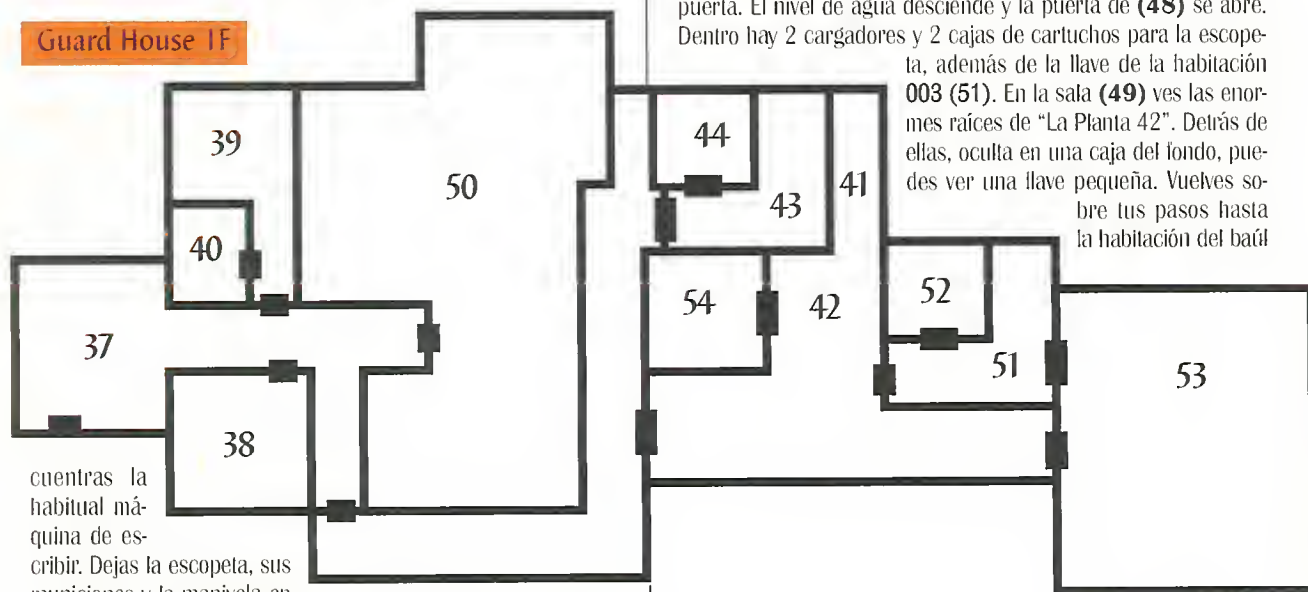 Guard House 1F
puerta. El nivel de agua desciende y la puerta de (48) se abre.
Dentro hay 2 cargadores y 2 cajas de cartuchos para la escope-
ta, además de la llave de la habitación
003 (51). En la sala (49) ves las enor-
mes raíces de “La Planta 42”. Detrás de
ellas, oculta en una caja del fondo, pue-
des ver una llave pequeña. Vuelves so-
bre tus pasos hasta
la habitación del baúl
39
44
50
41
43
40
52
54
42
37
51
53
38
cuentras la
habitual má-
quina de es-
cribir. Dejas la escopeta, sus
municiones y la manivela en